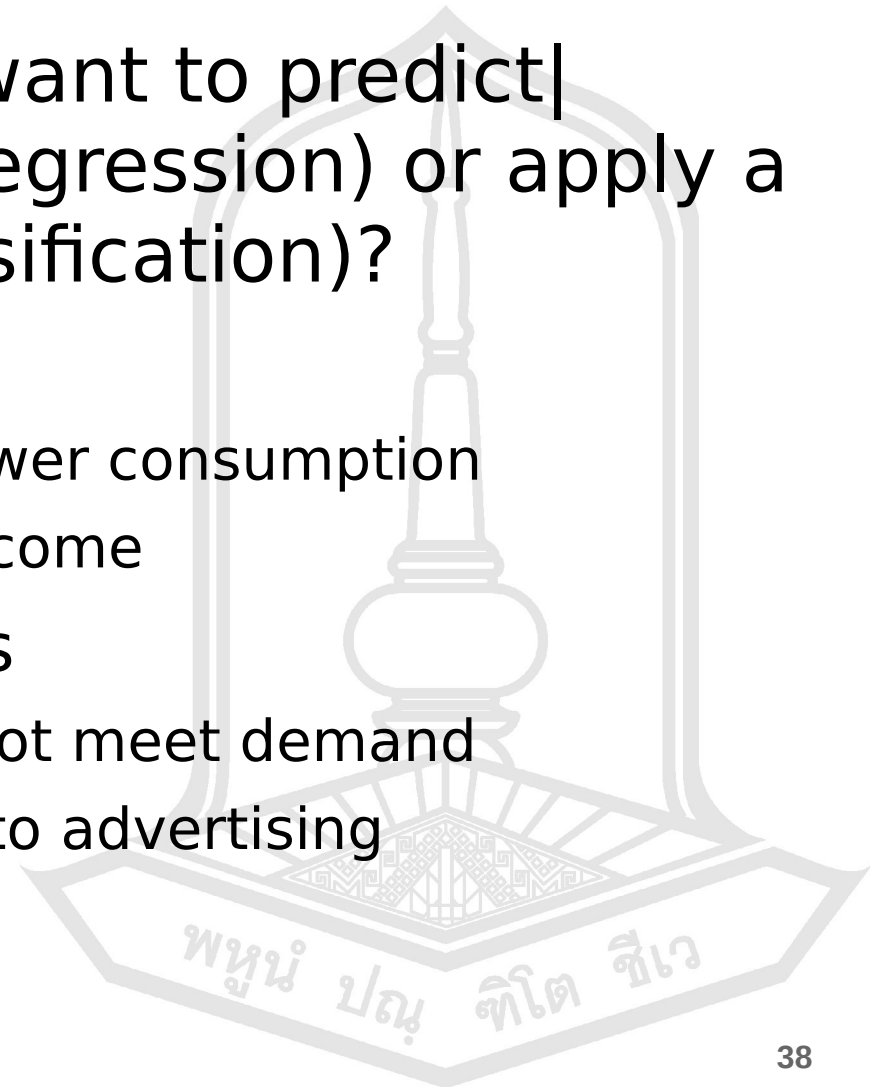 want to predict|
egression) or apply a
sification)?
wer consumption
come
s
ot meet demand
to advertising
พหูนํ ปณฺฑิโต ชีเว
38